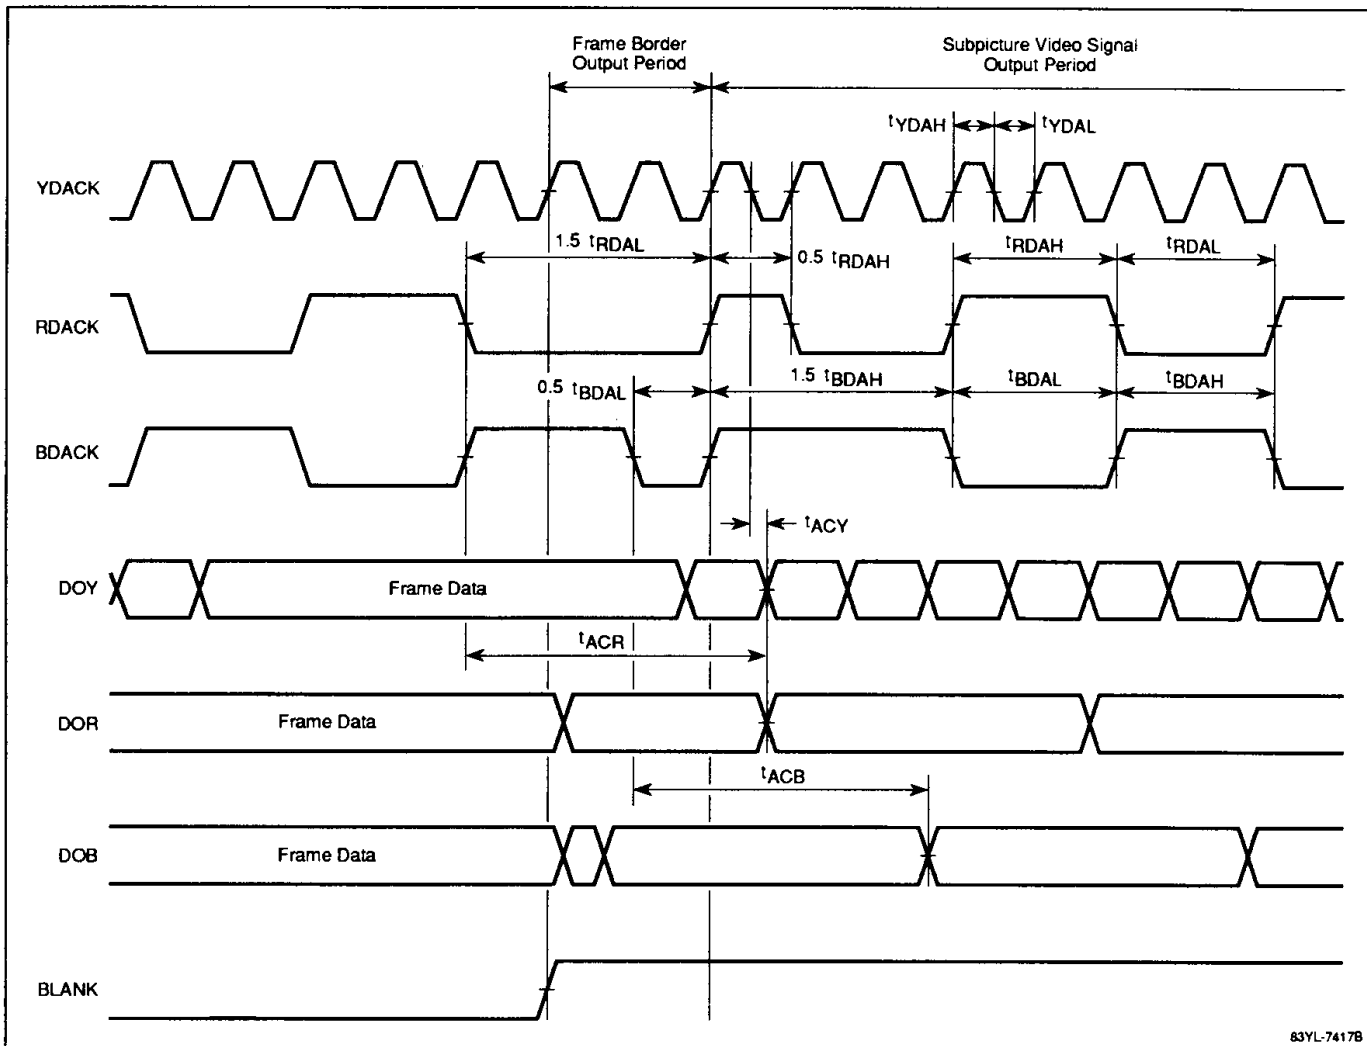 Frame Border
Output Period
Subpicture Video Signal
Output Period
tYDAH
tYDAL
YDACK
1.5 tRDAL
0.5 tRDAH
tRDAH
tRDAL
RDACK
0.5 tBDAL
1.5 tBDAH
tBDAL
tBDAH
BDACK
tACY
DOY
Frame Data
tACR
DOR
Frame Data
tACB
DOB
Frame Data
BLANK
83YL-7417B